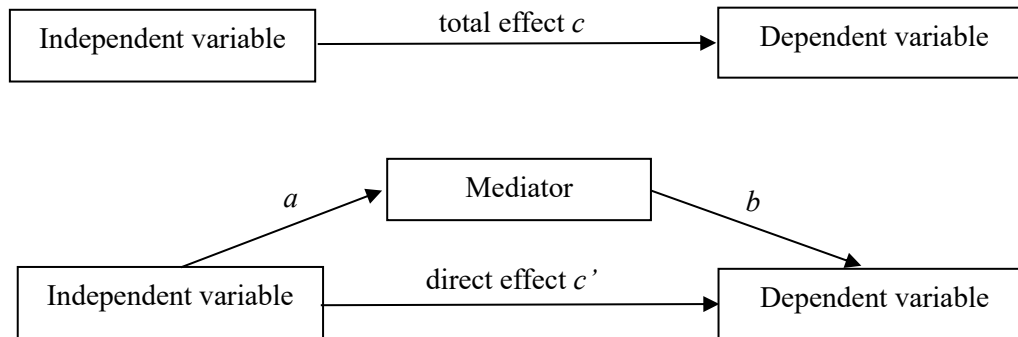 total effect c
Independent variable
Dependent variable
Mediator
a
b
direct effect c’
Independent variable
Dependent variable